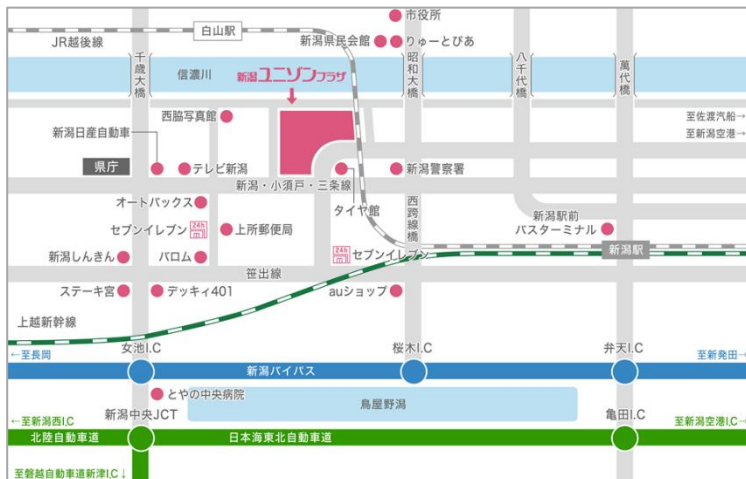 市役所
白山駅
JR越後線
新潟県民会館
りゅーとぴあ
千歳大橋
信濃川
新潟ユニゾンプラザ
昭和大橋
八千代橋
萬代橋
西脇写真館
至佐渡汽船→
至新潟空港→
新潟日産自動車
県庁
テレビ新潟
新潟警察署
新潟・小須戸・三条線
タイヤ館
オートバックス
西跨線橋
新潟駅前
バスターミナル
セブンイレブン
24h
上所郵便局
新潟駅
新潟しんきん
バロム
24h
セブンイレブン
笹出線
ステーキ宮
デッキィ401
auショップ
上越新幹線
女池I.C
桜木I.C
弁天I.C
←至長岡
新潟バイパス
至新発田→
とやの中央病院
鳥屋野潟
新潟中央JCT
亀田I.C
←至新潟西I.C
至新潟空港I.C→
北陸自動車道
日本海東北自動車道
至磐越自動車道新津I.C↓